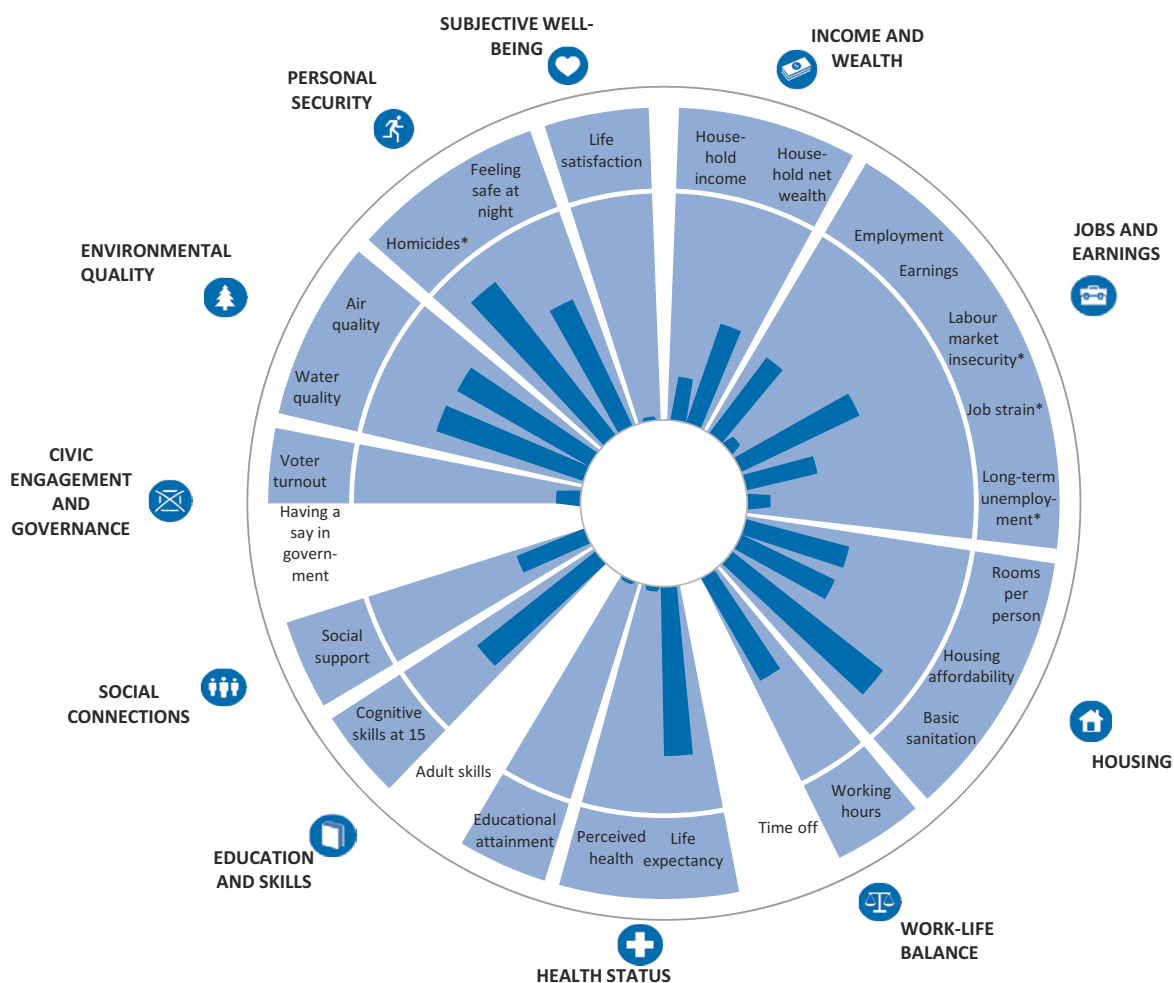 SUBJECTIVE WELL-
BEING
INCOME AND
WEALTH
PERSONAL
SECURITY
Life
satisfaction
House-
hold
income
House-
hold net
wealth
Feeling
safe at
night
Homicides*
Employment
Earnings
JOBS AND
EARNINGS
ENVIRONMENTAL
QUALITY
Air
quality
Water
quality
Labour
market
insecurity*
Job strain*
Long-term
unemploy-
ment*
CIVIC
ENGAGEMENT
AND
GOVERNANCE
Voter
turnout
Having a
say in
govern-
ment
Rooms
per
person
Housing
affordability
Basic
sanitation
HOUSING
Social
support
SOCIAL
CONNECTIONS
Cognitive
skills at 15
Adult skills
Educational
attainment
EDUCATION
AND SKILLS
Perceived
health
Life
expectancy
HEALTH STATUS
Time off
Working
hours
WORK-LIFE
BALANCE